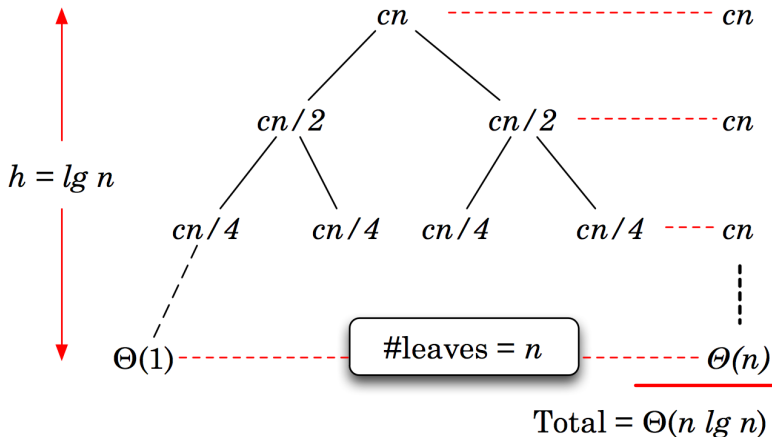 cn cn
cn/2 cn/2 cn
h = lg n
cn/4 cn/4 cn/4 cn/4 cn
Θ(1) #leaves = n Θ(n)
Total = Θ(n lg n)